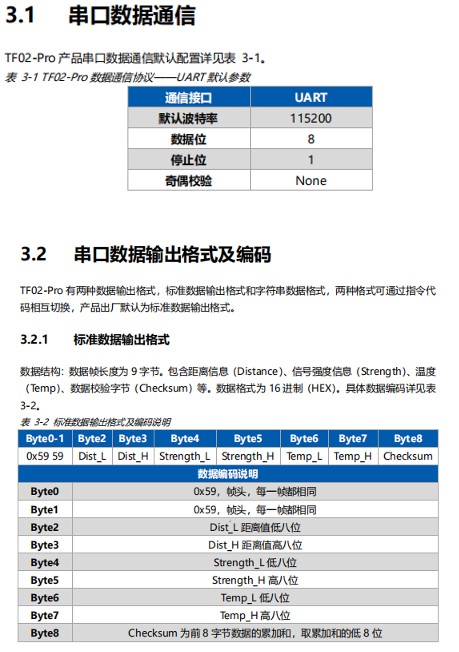 3.1 串口数据通信
TF02-Pro 产品串口数据通信默认配置详见表 3-1。
表 3-1 TF02-Pro 数据通信协议——UART 默认参数
通信接口 UART
默认波特率 115200
数据位 8
停止位 1
奇偶校验 None
3.2 串口数据输出格式及编码
TF02-Pro 有两种数据输出格式，标准数据输出格式和字符串数据格式，两种格式可通过指令代
码相互切换，产品出厂默认为标准数据输出格式。
3.2.1 标准数据输出格式
数据结构：数据帧长度为 9 字节。包含距离信息（Distance）、信号强度信息（Strength）、温度
（Temp）、数据校验字节（Checksum）等。数据格式为 16 进制（HEX）。具体数据编码详见表
3-2。
表 3-2 标准数据输出格式及编码说明
Byte0-1 Byte2 Byte3 Byte4 Byte5 Byte6 Byte7 Byte8
0x59 59 Dist_L Dist_H Strength_L Strength_H Temp_L Temp_H Checksum
数据编码说明
Byte0 0x59，帧头，每一帧都相同
Byte1 0x59，帧头，每一帧都相同
Byte2 Dist_L 距离值低八位
Byte3 Dist_H 距离值高八位
Byte4 Strength_L 低八位
Byte5 Strength_H 高八位
Byte6 Temp_L 低八位
Byte7 Temp_H 高八位
Byte8 Checksum 为前 8 字节数据的累加和，取累加和的低 8 位